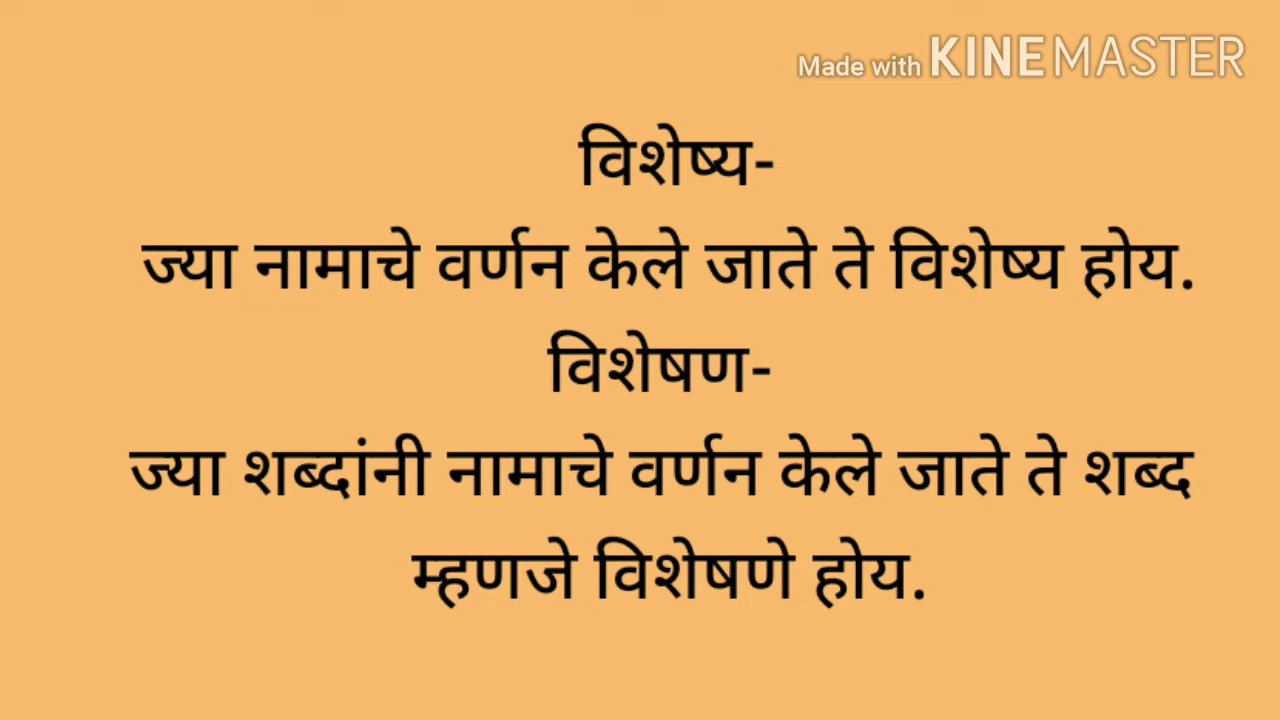 Made with KINEMASTER
विशेष्य-
ज्या नामाचे वर्णन केले जाते ते विशेष्य होय.
विशेषण-
ज्या शब्दांनी नामाचे वर्णन केले जाते ते शब्द
म्हणजे विशेषणे होय.